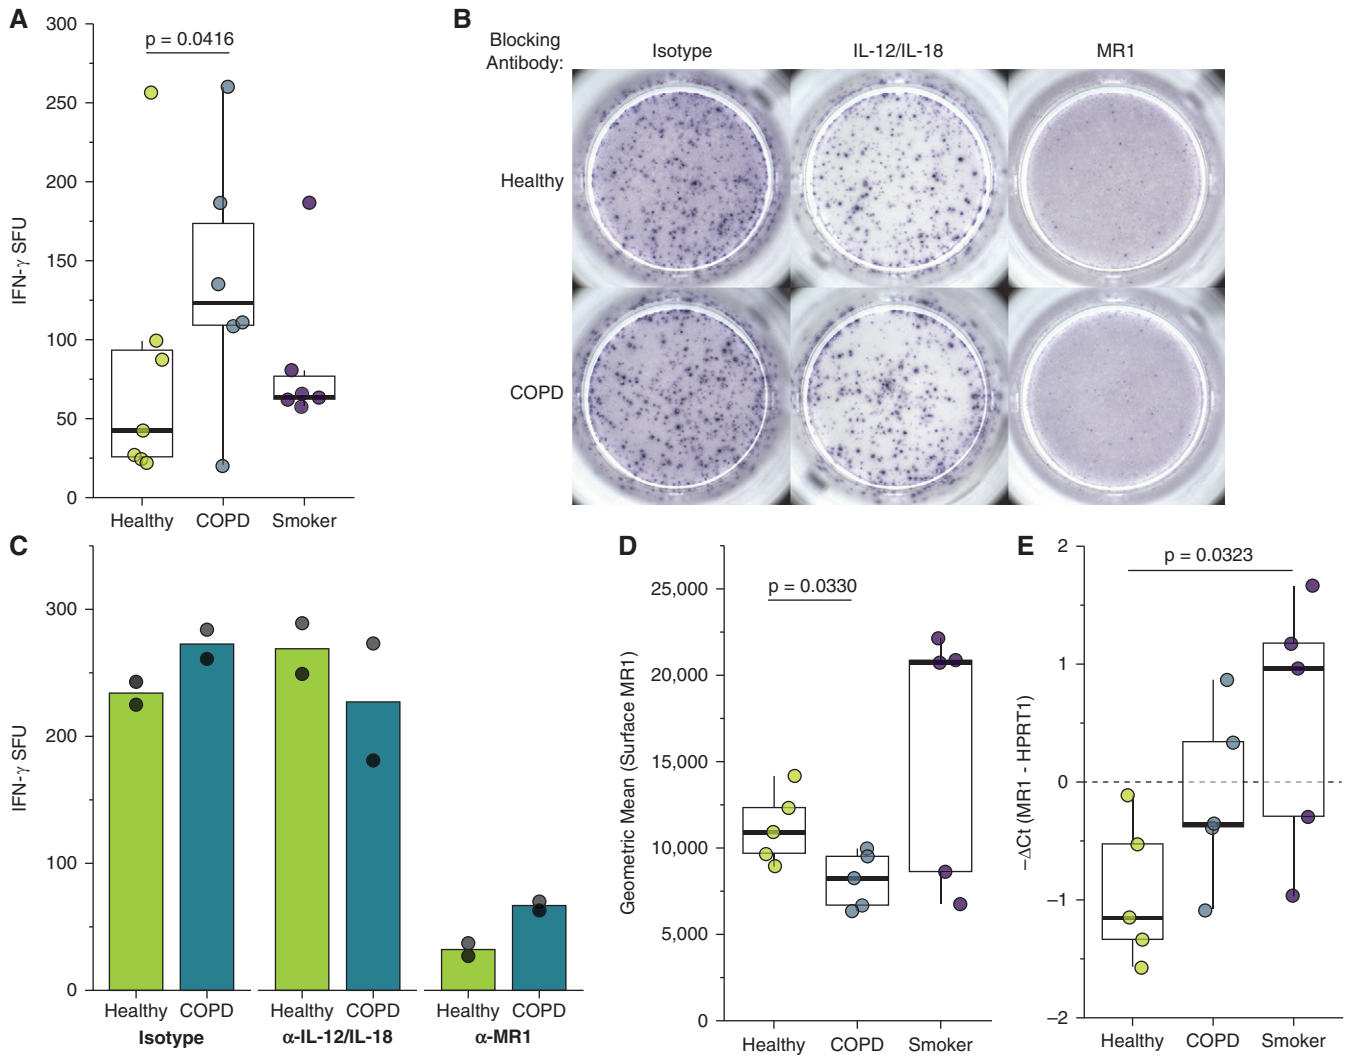 A
300
250
200
150
100
50
0
IFN-γ SFU
p = 0.0416
Healthy COPD Smoker
B
Blocking
Antibody:
Isotype IL-12/IL-18 MR1
Healthy
COPD
C
300
200
100
0
IFN-γ SFU
Healthy COPD Healthy COPD Healthy COPD
Isotype α-IL-12/IL-18 α-MR1
D
25,000
20,000
15,000
10,000
5,000
0
Geometric Mean (Surface MR1)
p = 0.0330
Healthy COPD Smoker
E
2
1
0
−1
−2
−ΔCt (MR1 - HPRT1)
p = 0.0323
Healthy COPD Smoker